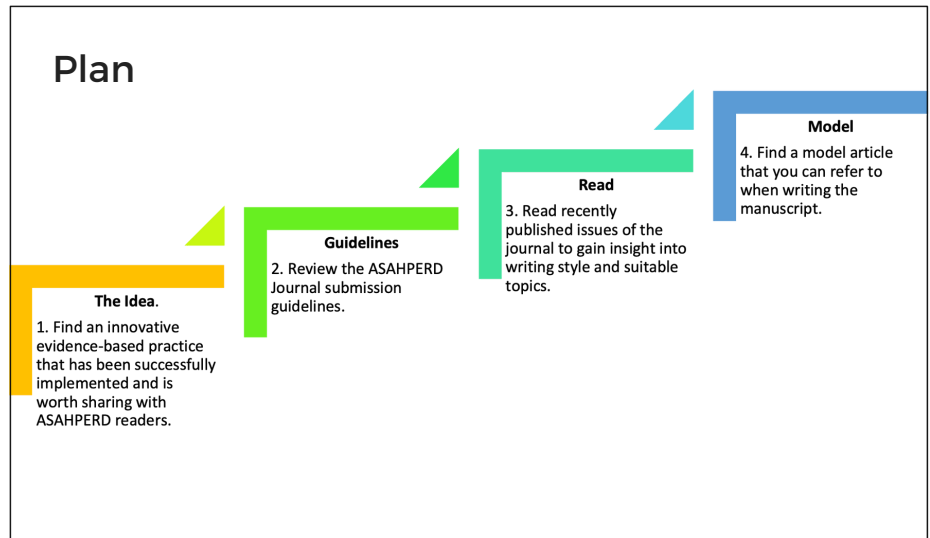 Plan
The Idea.
1. Find an innovative
evidence-based practice
that has been successfully
implemented and is
worth sharing with
ASAHPERD readers.
Guidelines
2. Review the ASAHPERD
Journal submission
guidelines.
Read
3. Read recently
published issues of the
journal to gain insight into
writing style and suitable
topics.
Model
4. Find a model article
that you can refer to
when writing the
manuscript.